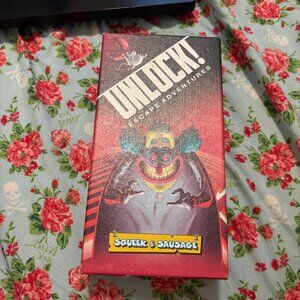 UNLOCK!
ESCAPE ADVENTURES
SQUEEK & SAUSAGE